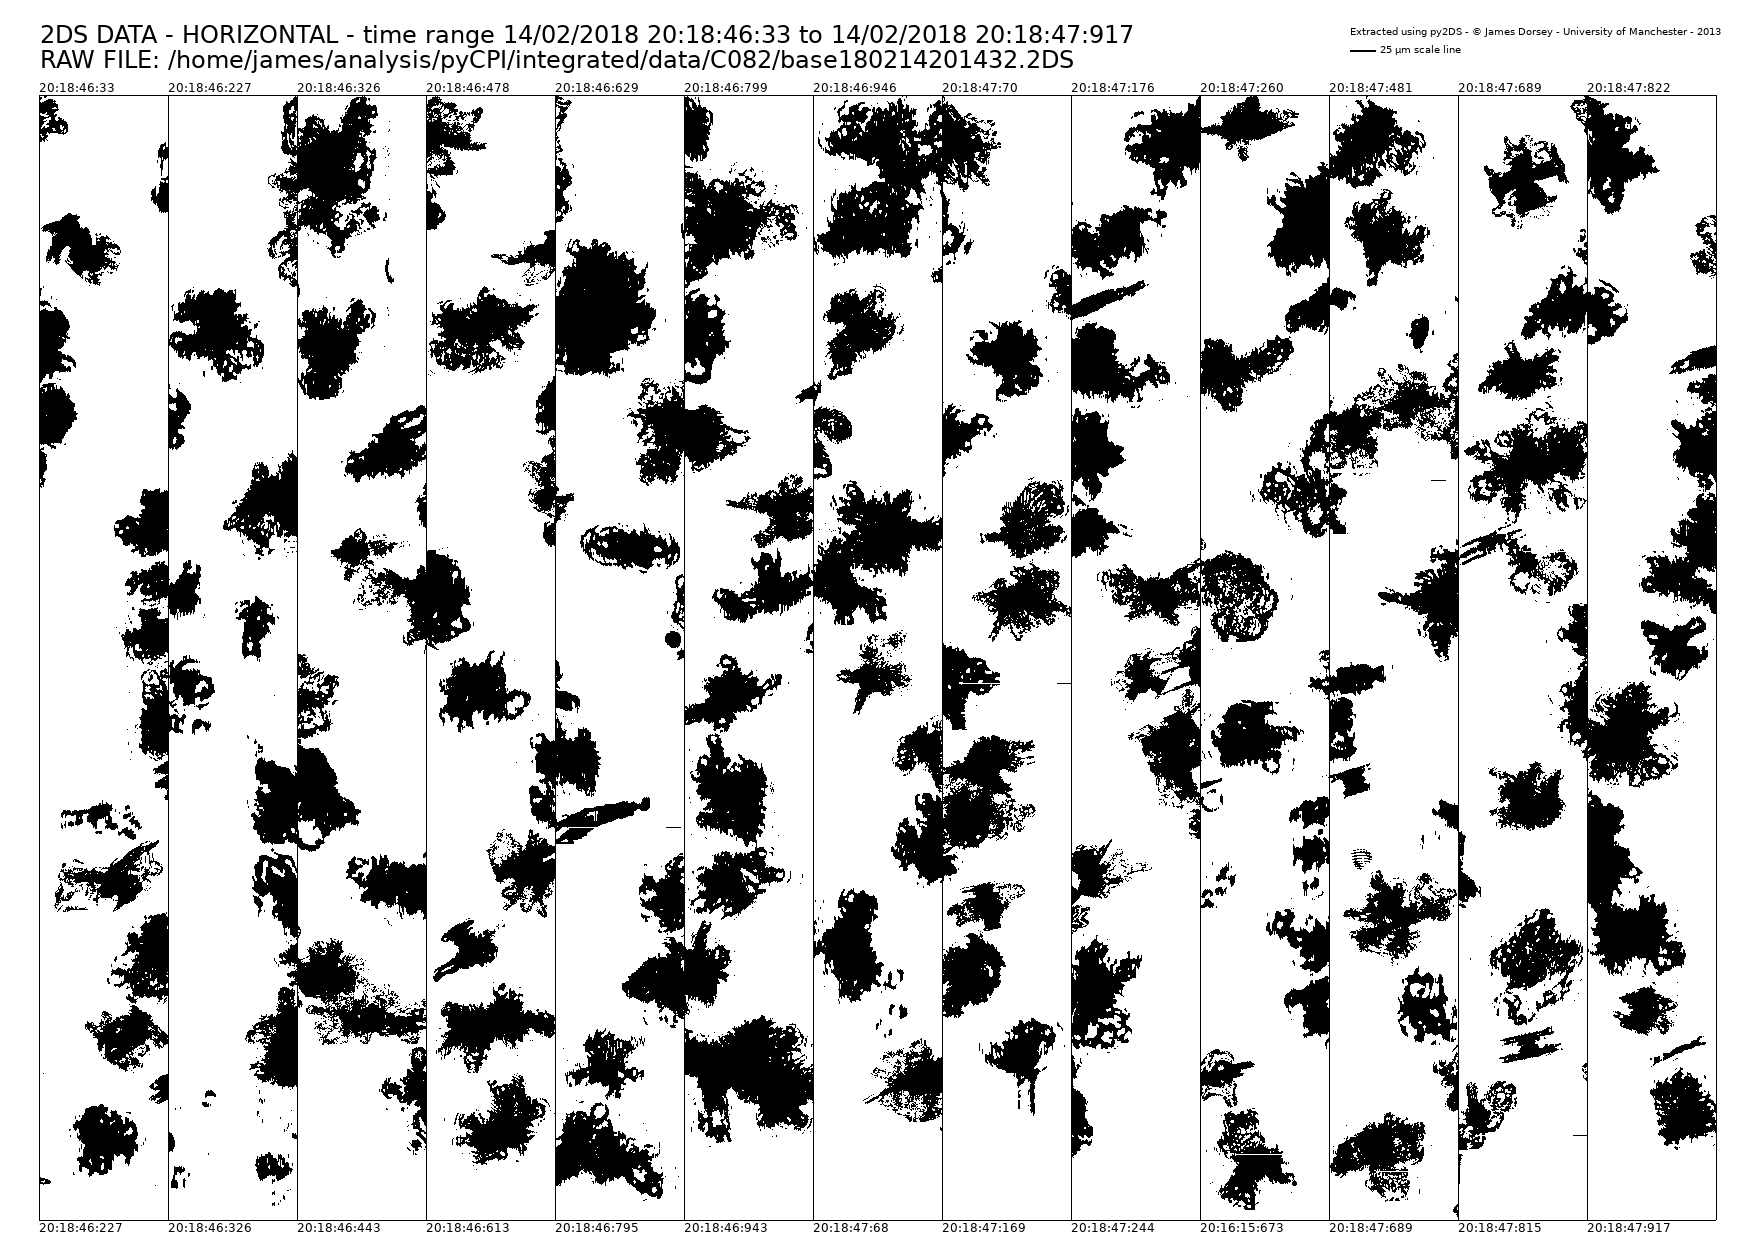 2DS DATA - HORIZONTAL - time range 14/02/2018 20:18:46:33 to 14/02/2018 20:18:47:917
RAW FILE: /home/james/analysis/pyCPI/integrated/data/C082/base180214201432.2DS
Extracted using py2DS - © James Dorsey - University of Manchester - 2013
25 µm scale line
20:18:46:33 20:18:46:227 20:18:46:326 20:18:46:478 20:18:46:629 20:18:46:799 20:18:46:946 20:18:47:70 20:18:47:176 20:18:47:260 20:18:47:481 20:18:47:689 20:18:47:822
20:18:46:227 20:18:46:326 20:18:46:443 20:18:46:613 20:18:46:795 20:18:46:943 20:18:47:68 20:18:47:169 20:18:47:244 20:16:15:673 20:18:47:689 20:18:47:815 20:18:47:917